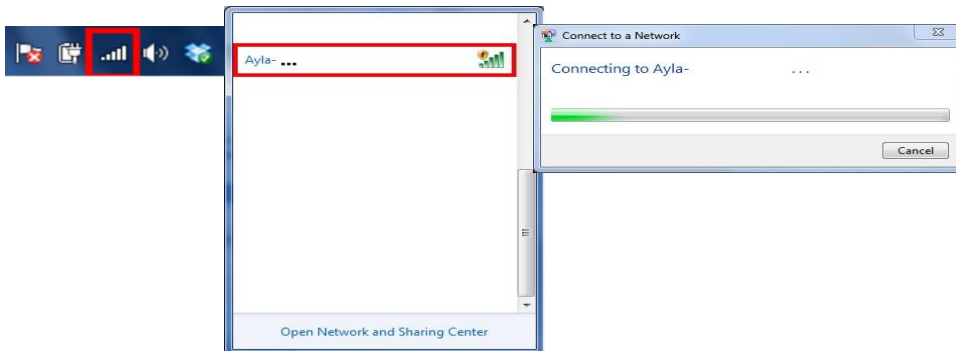 Ayla- ...
Open Network and Sharing Center
Connect to a Network
Connecting to Ayla- ...
Cancel